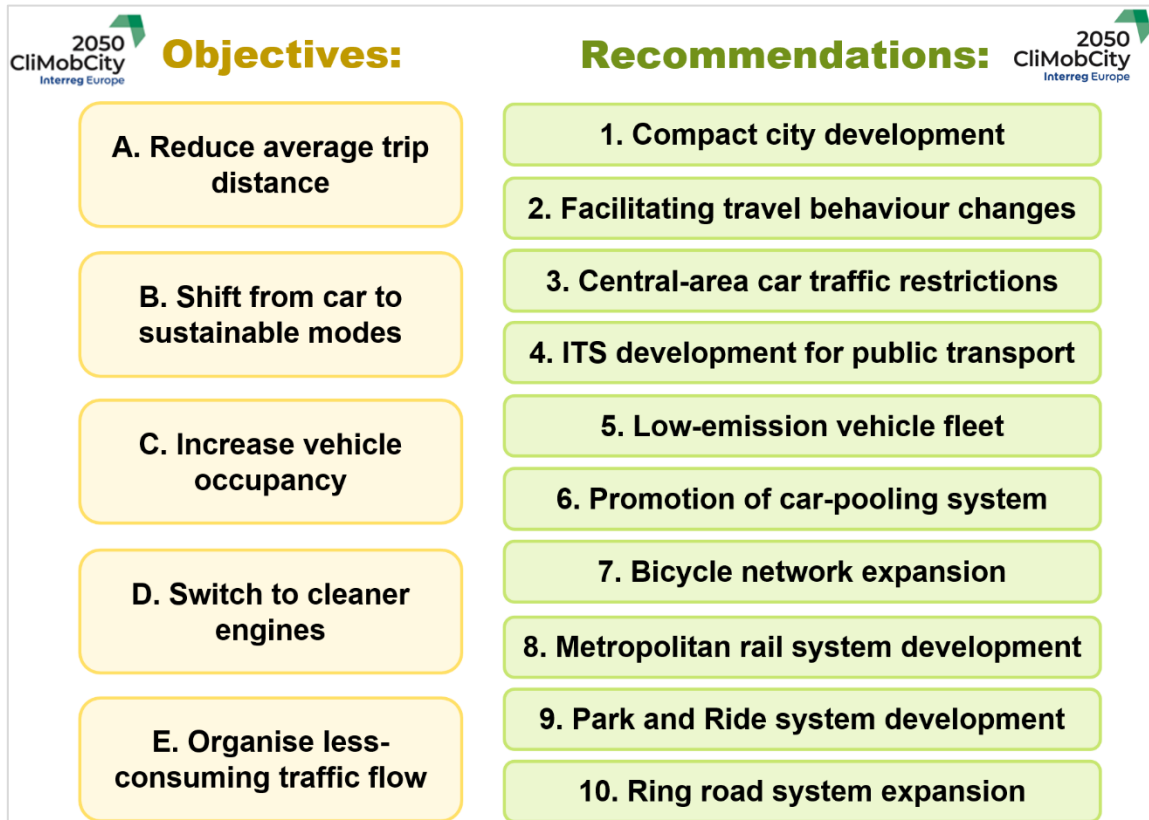 2050
CliMobCity
Interreg Europe
Objectives:
A. Reduce average trip
distance
B. Shift from car to
sustainable modes
C. Increase vehicle
occupancy
D. Switch to cleaner
engines
E. Organise less-
consuming traffic flow
Recommendations:
2050
CliMobCity
Interreg Europe
1. Compact city development
2. Facilitating travel behaviour changes
3. Central-area car traffic restrictions
4. ITS development for public transport
5. Low-emission vehicle fleet
6. Promotion of car-pooling system
7. Bicycle network expansion
8. Metropolitan rail system development
9. Park and Ride system development
10. Ring road system expansion